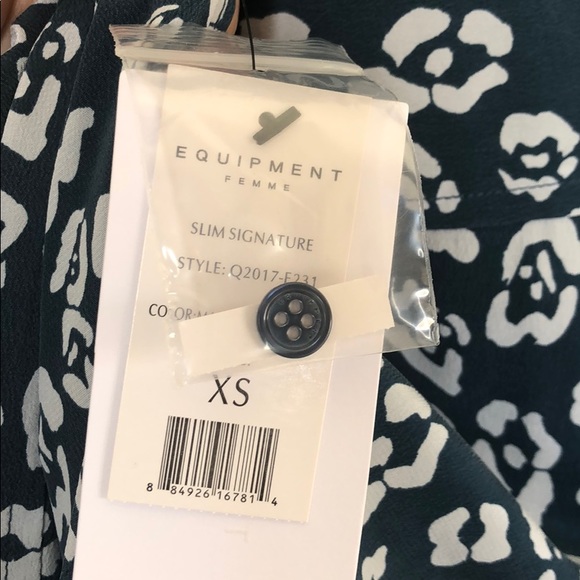 EQUIPMENT
FEMME
SLIM SIGNATURE
STYLE: Q2017-E231
XS
8 84926 16781 4